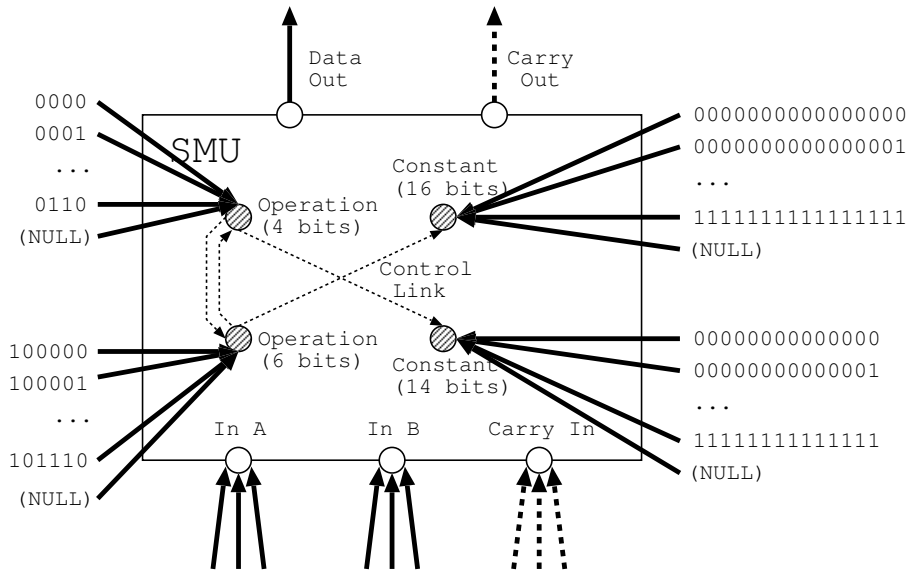 Data
Out
Carry
Out
0000
0001
...
0110
(NULL)
SMU
Operation
(4 bits)
Constant
(16 bits)
0000000000000000
0000000000000001
...
1111111111111111
(NULL)
Control
Link
100000
100001
...
101110
(NULL)
Operation
(6 bits)
Constant
(14 bits)
00000000000000
00000000000001
...
11111111111111
(NULL)
In A
In B
Carry In